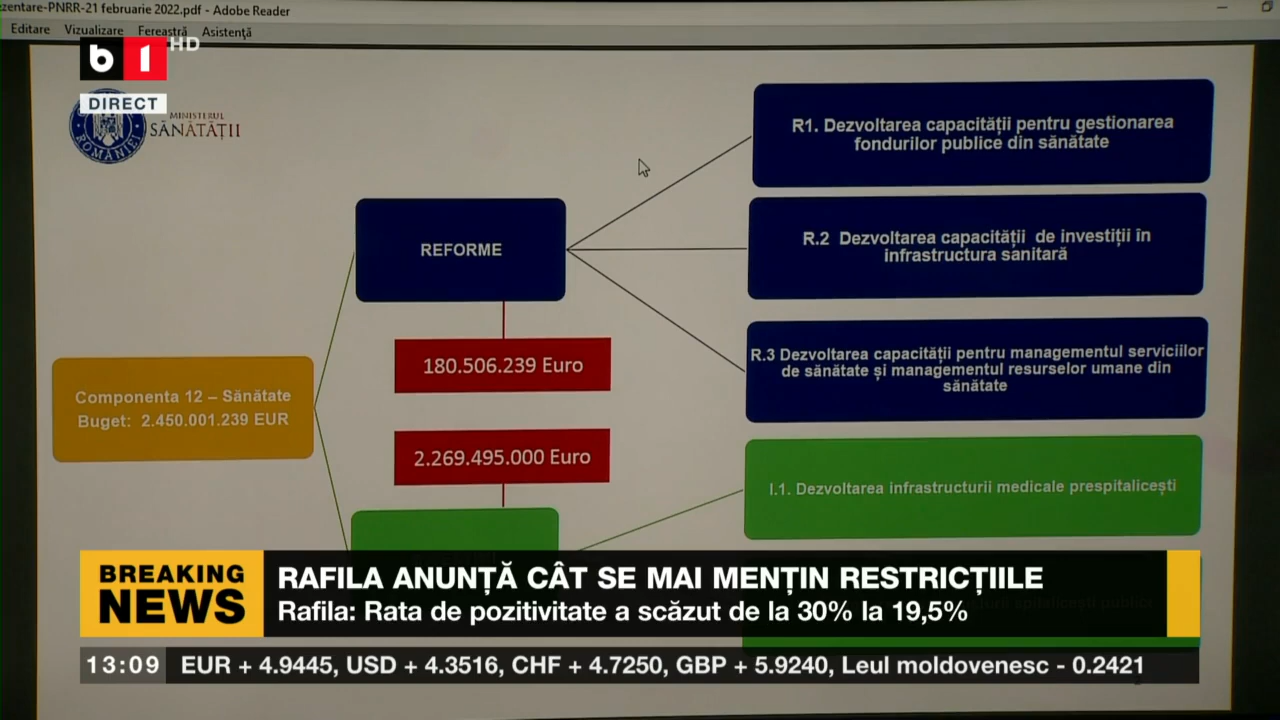 zentare-PNRR-21 februarie 2022.pdf - Adobe Reader
Editare Vizualizare Fereastră Asistență
b 1 HD
DIRECT
MINISTERUL
SĂNĂTĂȚII
ROMÂNIEI
R1. Dezvoltarea capacității pentru gestionarea
fondurilor publice din sănătate
REFORME
R.2 Dezvoltarea capacității de investiții în
infrastructura sanitară
180.506.239 Euro
R.3 Dezvoltarea capacității pentru managementul serviciilor
de sănătate și managementul resurselor umane din
sănătate
Componenta 12 – Sănătate
Buget: 2.450.001.239 EUR
2.269.495.000 Euro
I.1. Dezvoltarea infrastructurii medicale prespitalicești
BREAKING
NEWS
RAFILA ANUNȚĂ CÂT SE MAI MENȚIN RESTRICȚIILE
Rafila: Rata de pozitivitate a scăzut de la 30% la 19,5%
13:09 EUR + 4.9445, USD + 4.3516, CHF + 4.7250, GBP + 5.9240, Leul moldovenesc - 0.2421